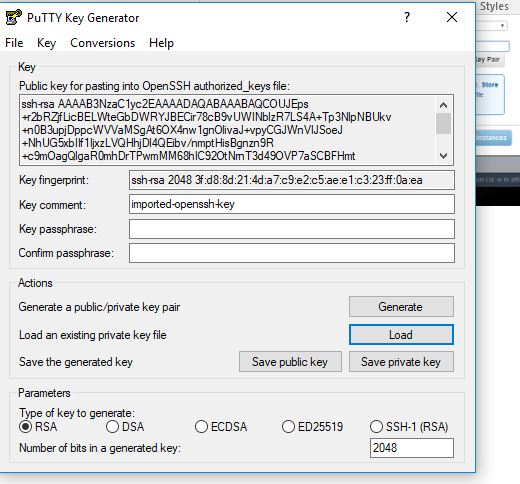 PuTTY Key Generator ? ×
File Key Conversions Help
Key
Public key for pasting into OpenSSH authorized_keys file:
ssh-rsa AAAAB3NzaC1yc2EAAAADAQABAAABAQCOUJEps
+r2bRZjfLicBELWteGbDWRYJBECir78cB9vUWINblzR7LS4A+Tp3NlpNBUkv
+n0B3upjDppcWVVaMSgAt6OX4nw1gnOlivaJ+vpyCGJWnVIJSoeJ
+NhUG5xbIlf1ljxzLVQHhjDl4QEibv/nmptHisBgnzn9R
+c9mOagQlgaR0mhDrTPwmMM68hlC92OtNmT3d49OVP7aSCBFHmt
Key fingerprint: ssh-rsa 2048 3f:d8:8d:21:4d:a7:c9:e2:c5:ae:e1:c3:23:ff:0a:ea
Key comment: imported-openssh-key
Key passphrase:
Confirm passphrase:
Actions
Generate a public/private key pair Generate
Load an existing private key file Load
Save the generated key Save public key Save private key
Parameters
Type of key to generate:
RSA DSA ECDSA ED25519 SSH-1 (RSA)
Number of bits in a generated key: 2048
Styles
Key Pair
Store
file
instances